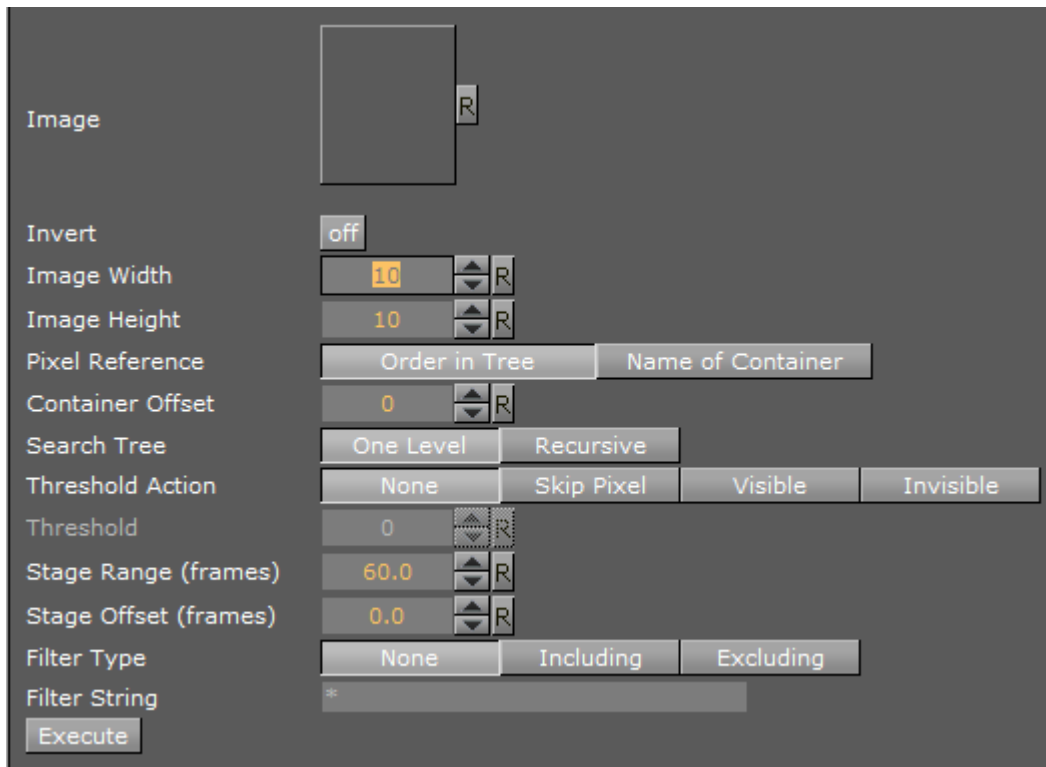 Image R
Invert off
Image Width 10 R
Image Height 10 R
Pixel Reference Order in Tree Name of Container
Container Offset 0 R
Search Tree One Level Recursive
Threshold Action None Skip Pixel Visible Invisible
Threshold 0 R
Stage Range (frames) 60.0 R
Stage Offset (frames) 0.0 R
Filter Type None Including Excluding
Filter String *
Execute